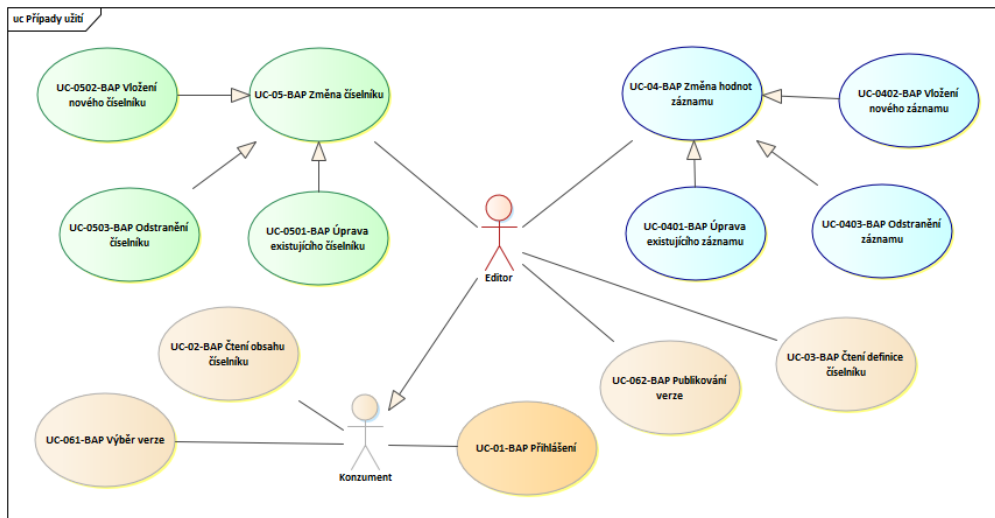 uc Případy užití
UC-0502-BAP Vložení
nového číselníku
UC-05-BAP Změna číselníku
UC-04-BAP Změna hodnot
záznamu
UC-0402-BAP Vložení
nového záznamu
UC-0503-BAP Odstranění
číselníku
UC-0501-BAP Úprava
existujícího číselníku
UC-0401-BAP Úprava
existujícího záznamu
UC-0403-BAP Odstranění
záznamu
Editor
UC-02-BAP Čtení obsahu
číselníku
UC-03-BAP Čtení definice
číselníku
UC-062-BAP Publikování
verze
UC-061-BAP Výběr verze
UC-01-BAP Přihlášení
Konzument